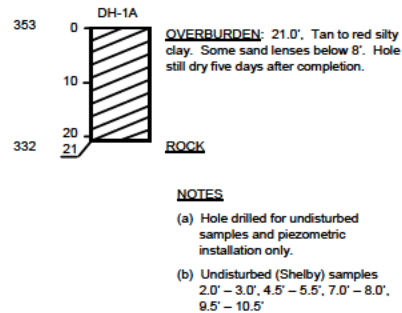 DH-1A
353
0
OVERBURDEN: 21.0', Tan to red silty
clay. Some sand lenses below 8'. Hole
still dry five days after completion.
10
20
332
21
ROCK
NOTES
(a) Hole drilled for undisturbed
samples and piezometric
installation only.
(b) Undisturbed (Shelby) samples
2.0' – 3.0', 4.5' – 5.5', 7.0' – 8.0',
9.5' – 10.5'